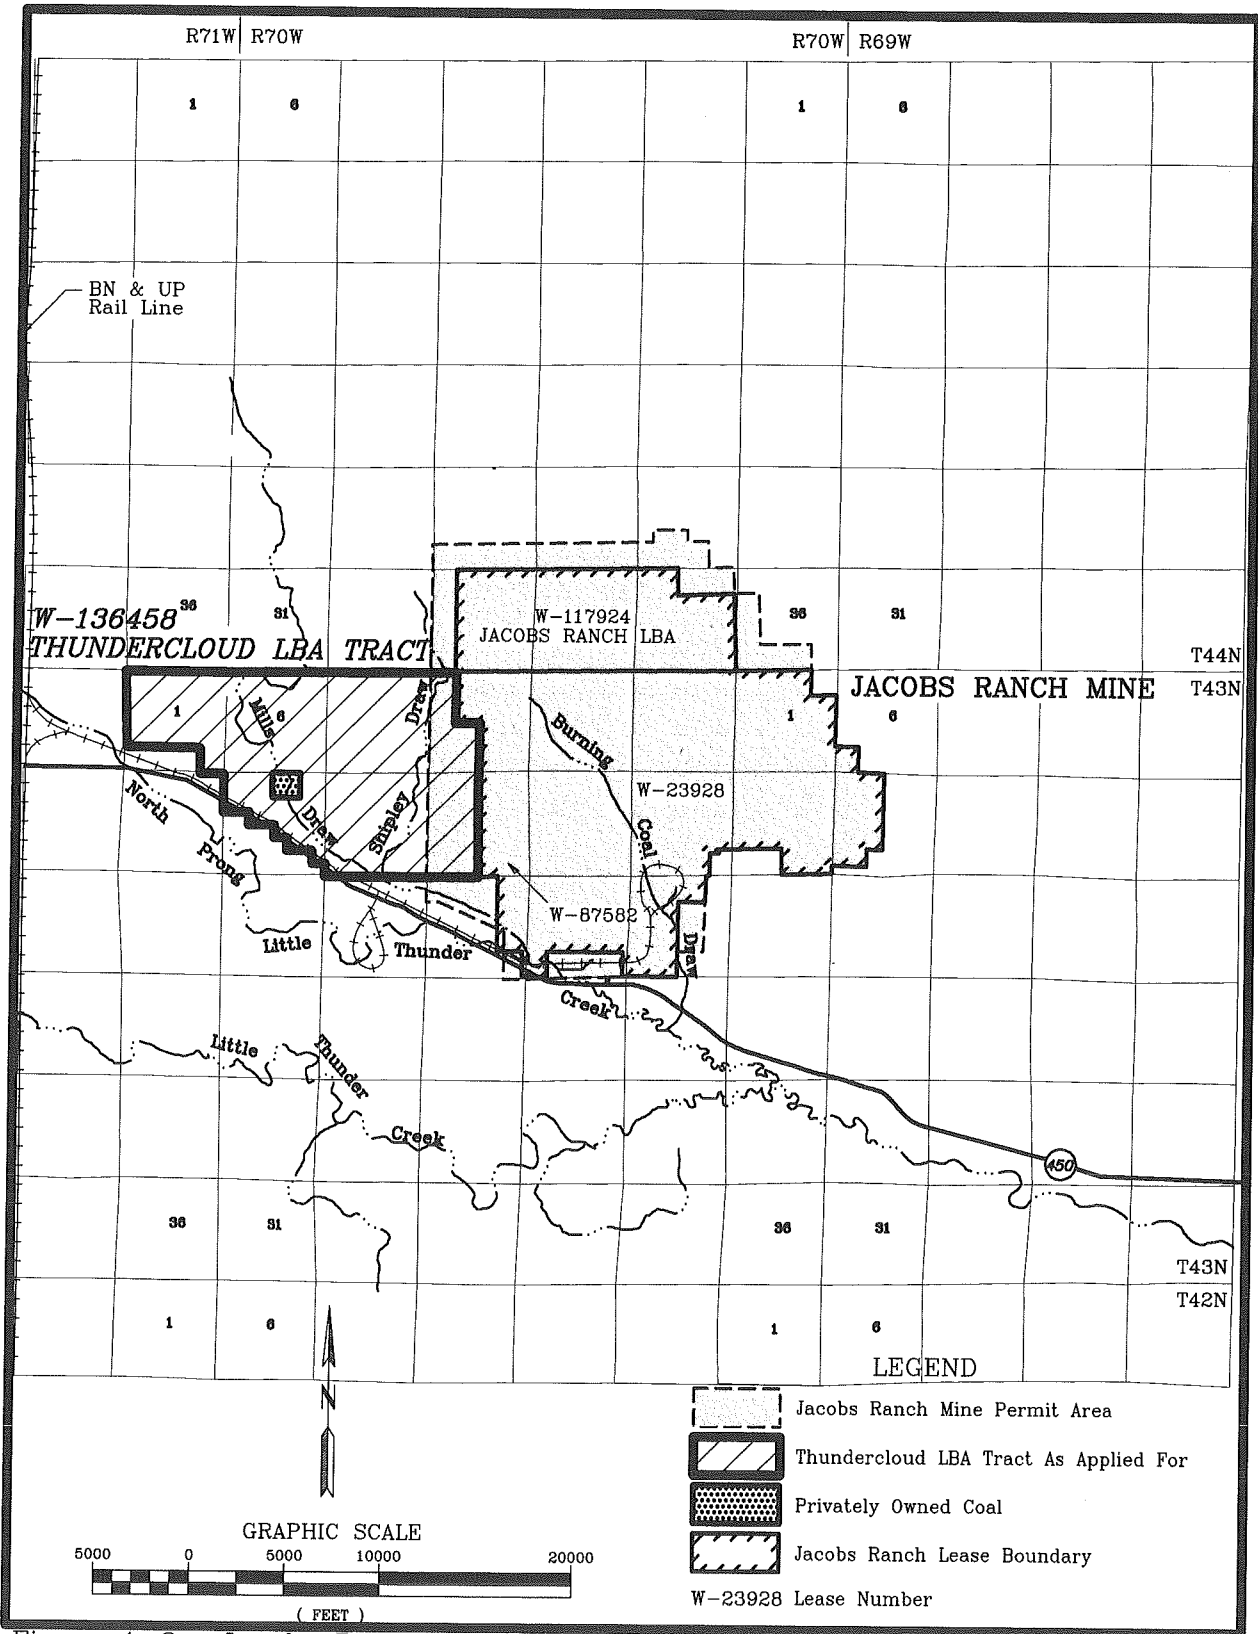 R71W R70W
R70W R69W
1 6
1 6
BN & UP
Rail Line
36 31
W-136458
THUNDERCLOUD LBA TRACT
W-117924
JACOBS RANCH LBA
36 31
T44N
T43N
JACOBS RANCH MINE
1 6
Mills
Draw
Draw
Shipley
Burning
Coal
Draw
1 6
W-23928
W-87582
North
Prong
Little
Thunder
Creek
Little
Thunder
Creek
450
36 31
36 31
T43N
T42N
1 6
1 6
N
LEGEND
Jacobs Ranch Mine Permit Area
Thundercloud LBA Tract As Applied For
Privately Owned Coal
Jacobs Ranch Lease Boundary
W-23928 Lease Number
GRAPHIC SCALE
5000 0 5000 10000 20000
( FEET )